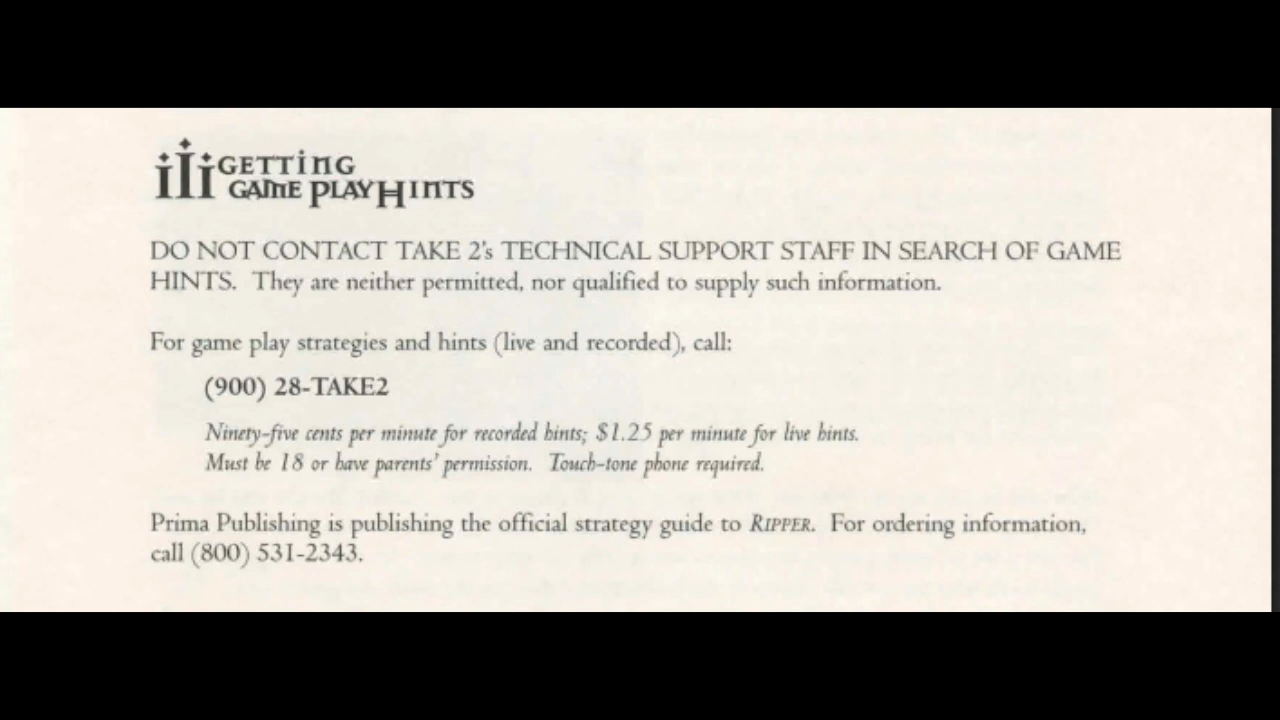 GETTING
GAME PLAY HINTS
DO NOT CONTACT TAKE 2's TECHNICAL SUPPORT STAFF IN SEARCH OF GAME
HINTS. They are neither permitted, nor qualified to supply such information.
For game play strategies and hints (live and recorded), call:
(900) 28-TAKE2
Ninety-five cents per minute for recorded hints; $1.25 per minute for live hints.
Must be 18 or have parents' permission. Touch-tone phone required.
Prima Publishing is publishing the official strategy guide to RIPPER. For ordering information,
call (800) 531-2343.